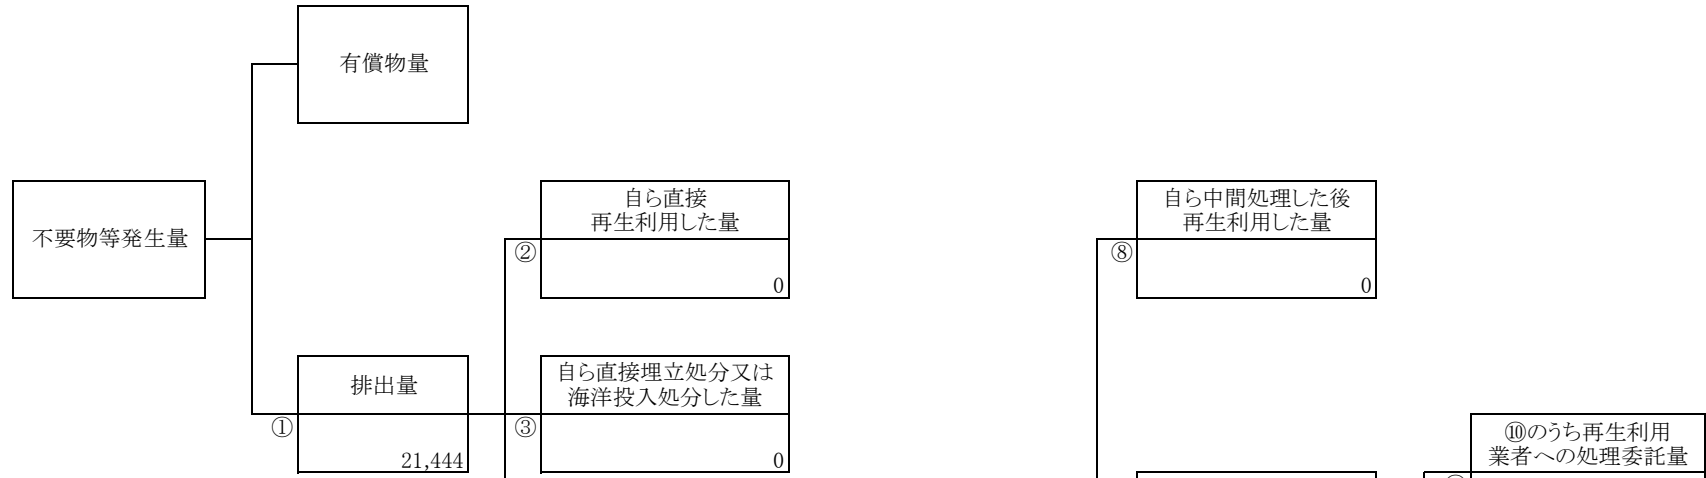 有償物量
不要物等発生量
自ら直接
再生利用した量
②
0
自ら中間処理した後
再生利用した量
⑧
0
排出量
①
21,444
自ら直接埋立処分又は
海洋投入処分した量
③
0
⑩のうち再生利用
業者への処理委託量